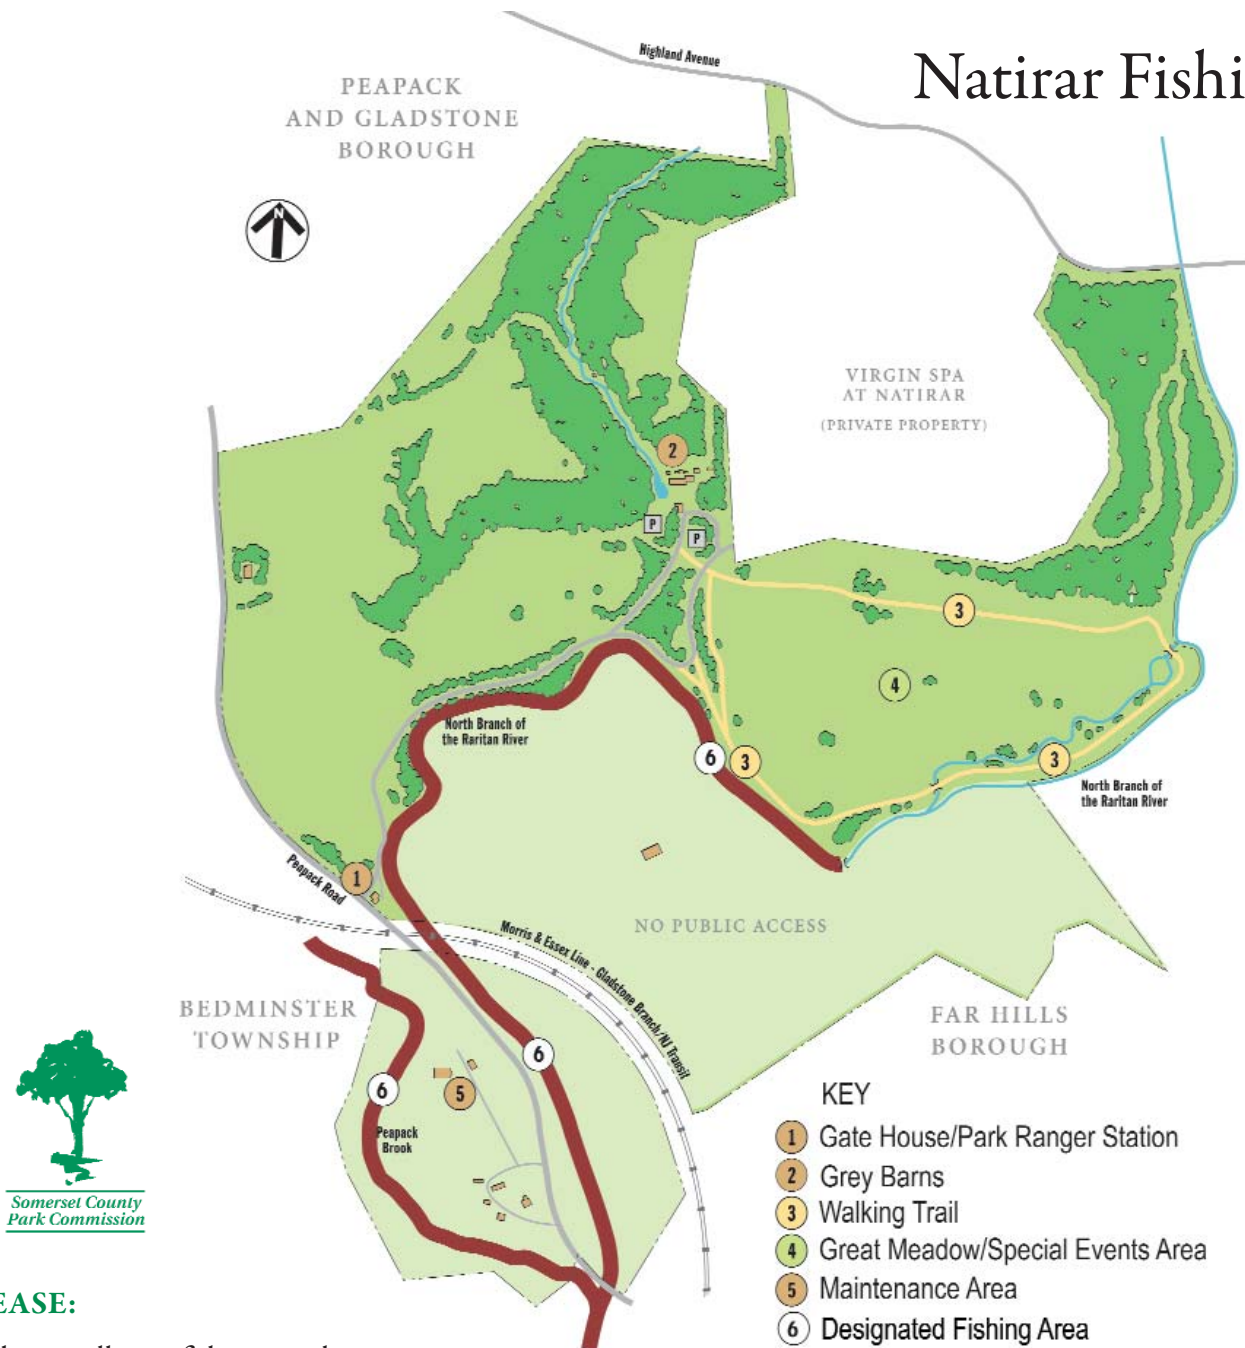 Highland Avenue
Natirar Fishi
PEAPACK
AND GLADSTONE
BOROUGH
N
VIRGIN SPA
AT NATIRAR
(PRIVATE PROPERTY)
2
P
P
3
4
North Branch of
the Raritan River
6
3
3
North Branch of
the Raritan River
1
Peapack Road
NO PUBLIC ACCESS
Morris & Essex Line - Gladstone Branch/NJ Transit
BEDMINSTER
TOWNSHIP
FAR HILLS
BOROUGH
6
6
5
Peapack
Brook
KEY
1 Gate House/Park Ranger Station
2 Grey Barns
3 Walking Trail
4 Great Meadow/Special Events Area
5 Maintenance Area
6 Designated Fishing Area
Somerset County
Park Commission
EASE: